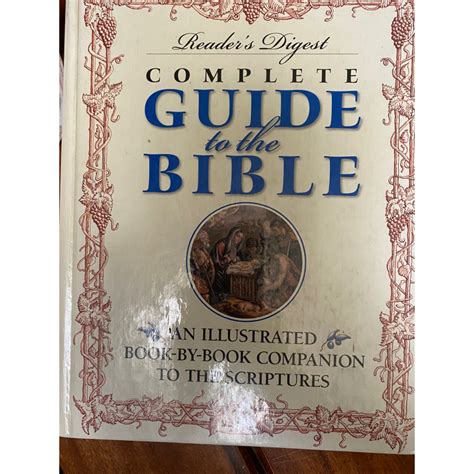 Reader's Digest
COMPLETE
GUIDE
to the
BIBLE
AN ILLUSTRATED
BOOK-BY-BOOK COMPANION
TO THE SCRIPTURES